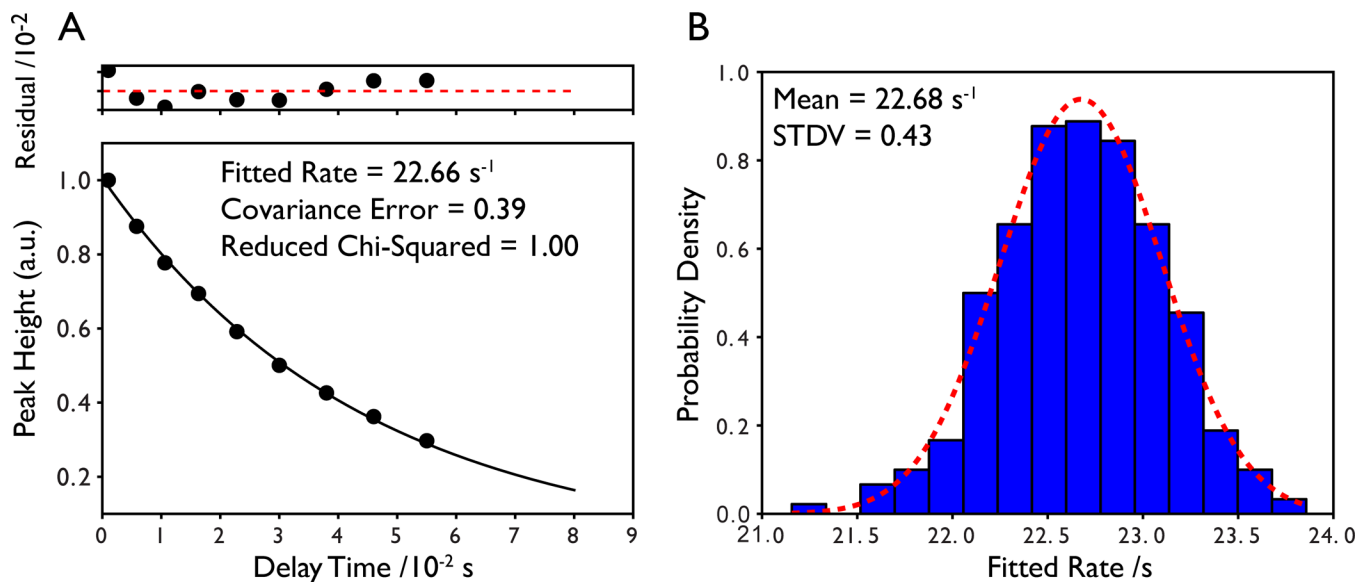 A
Residual /10-2
Fitted Rate = 22.66 s-1
Covariance Error = 0.39
Reduced Chi-Squared = 1.00
Peak Height (a.u.)
1.0
0.8
0.6
0.4
0.2
0 1 2 3 4 5 6 7 8 9
Delay Time /10-2 s
B
Mean = 22.68 s-1
STDV = 0.43
Probability Density
1.0
0.8
0.6
0.4
0.2
0.0
21.0 21.5 22.0 22.5 23.0 23.5 24.0
Fitted Rate /s